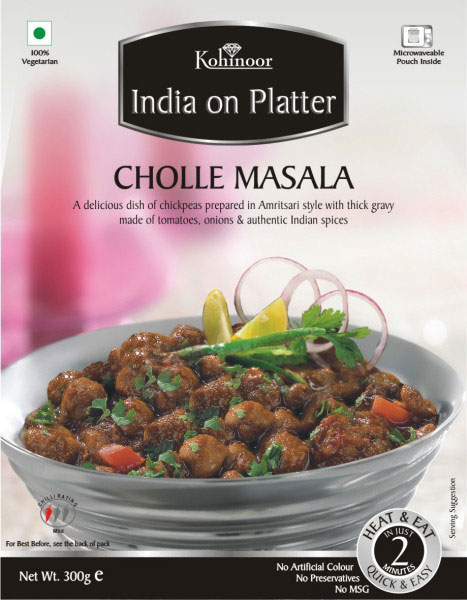 100%
Vegetarian
Kohinoor
India on Platter
Microwaveable
Pouch Inside
CHOLLE MASALA
A delicious dish of chickpeas prepared in Amritsari style with thick gravy
made of tomatoes, onions & authentic Indian spices
CHILLI RATING
Mild
For Best Before, see the back of pack
Serving Suggestion
HEAT & EAT
IN JUST
2
MINUTES
QUICK & EASY
Net Wt. 300g e
No Artificial Colour
No Preservatives
No MSG